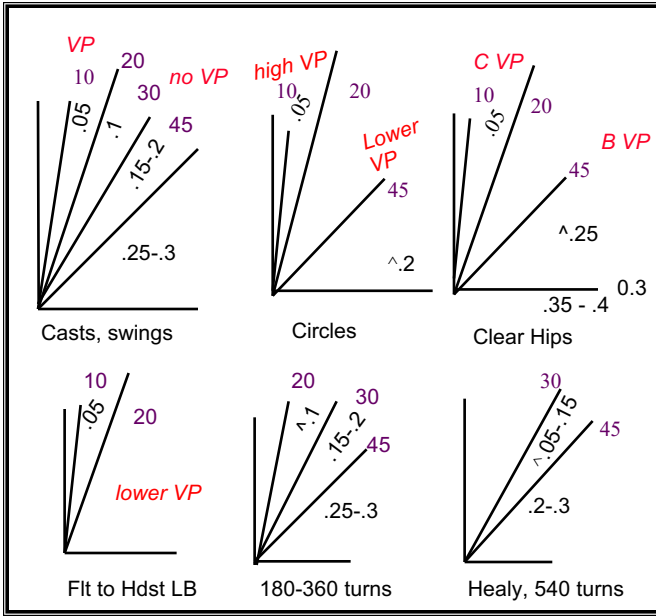 VP
10
20
no VP
30
45
.05
.1
.15-.2
.25-.3
Casts, swings
high VP
10
.05
20
Lower
VP
45
^.2
Circles
C VP
10
.05
20
B VP
45
^.25
0.3
.35 - .4
Clear Hips
10
.05
20
lower VP
Flt to Hdst LB
20
^.1
30
.15-.2
45
.25-.3
180-360 turns
30
^.05-.15
45
.2-.3
Healy, 540 turns